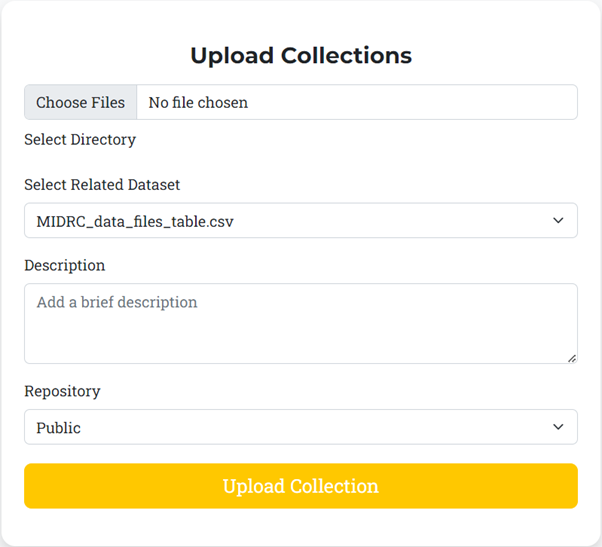 Upload Collections
Choose Files No file chosen
Select Directory
Select Related Dataset
MIDRC_data_files_table.csv
Description
Add a brief description
Repository
Public
Upload Collection